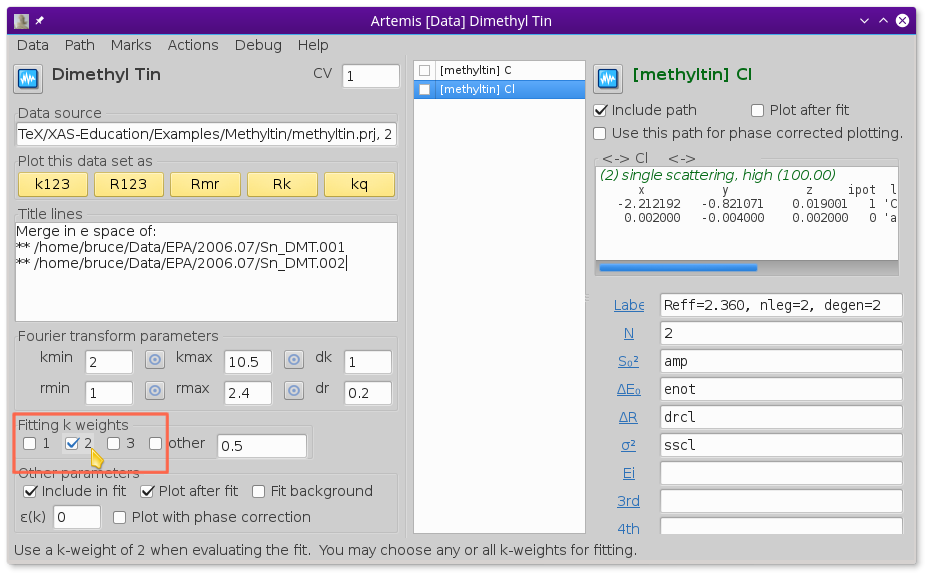 Artemis [Data] Dimethyl Tin
Data Path Marks Actions Debug Help
Dimethyl Tin
CV 1
Data source
TeX/XAS-Education/Examples/Methyltin/methyltin.prj, 2
Plot this data set as
k123 R123 Rmr Rk kq
Title lines
Merge in e space of:
** /home/bruce/Data/EPA/2006.07/Sn_DMT.001
** /home/bruce/Data/EPA/2006.07/Sn_DMT.002
Fourier transform parameters
kmin 2 kmax 10.5 dk 1
rmin 1 rmax 2.4 dr 0.2
Fitting k weights
1 2 3 other 0.5
Other parameters
Include in fit Plot after fit Fit background
ε(k) 0 Plot with phase correction
[methyltin] C
[methyltin] Cl
[methyltin] Cl
Include path Plot after fit
Use this path for phase corrected plotting.
<-> Cl <->
(2) single scattering, high (100.00)
x y z ipot l
-2.212192 -0.821071 0.019001 1 'C
0.002000 -0.004000 0.002000 0 'a
Labe Reff=2.360, nleg=2, degen=2
N 2
S₀² amp
ΔE₀ enot
ΔR drcl
σ² sscl
Ei
3rd
4th
Use a k-weight of 2 when evaluating the fit. You may choose any or all k-weights for fitting.